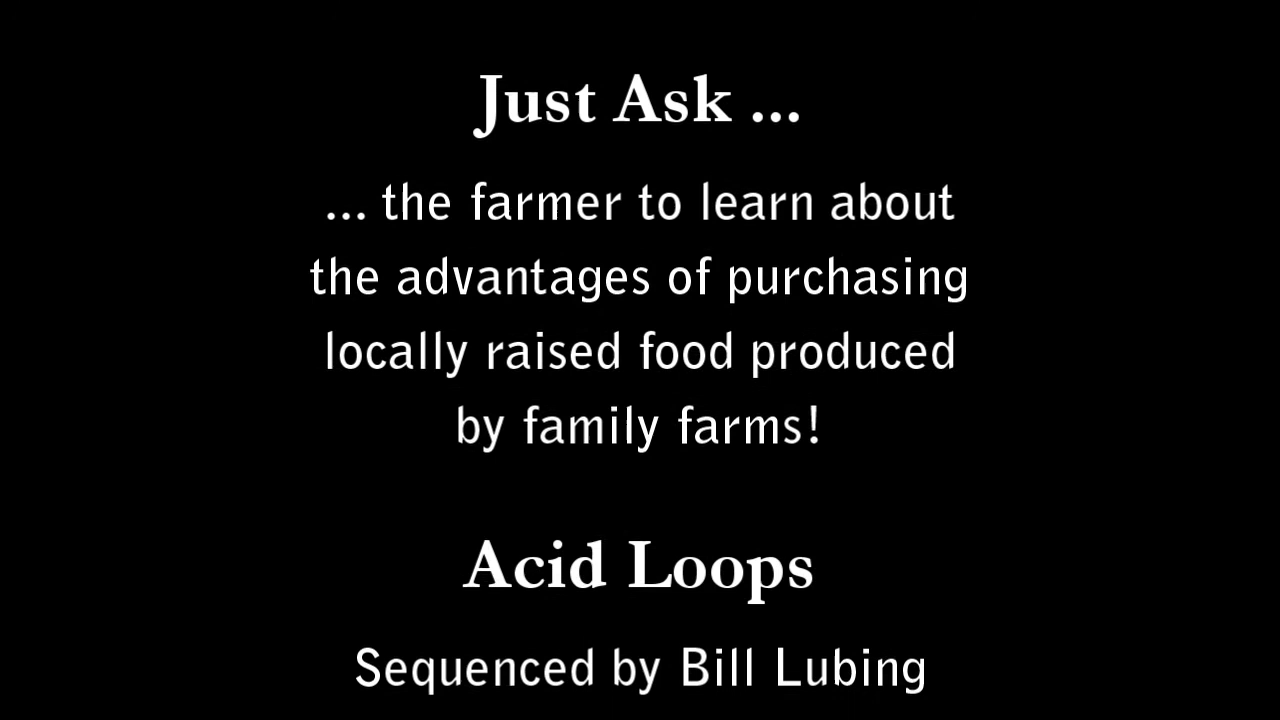 Just Ask ...
... the farmer to learn about
the advantages of purchasing
locally raised food produced
by family farms!
Acid Loops
Sequenced by Bill Lubing